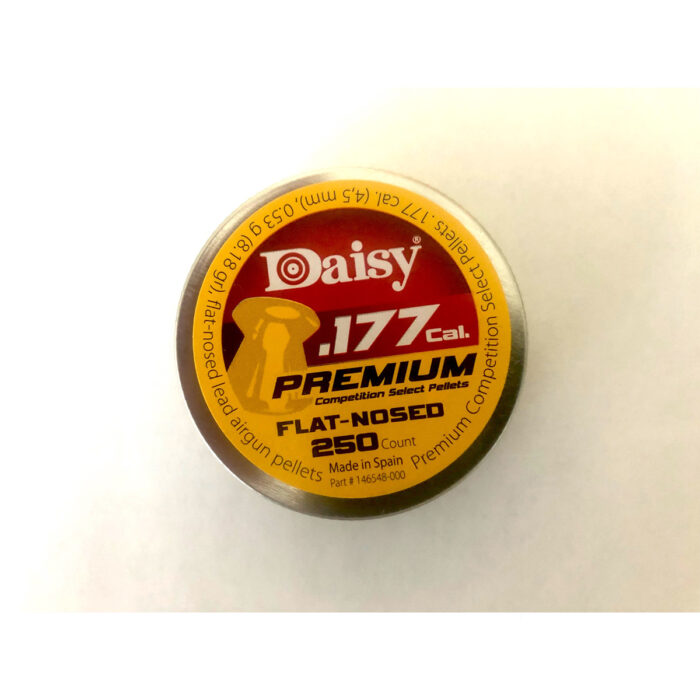 Daisy®
.177 Cal.
PREMIUM
Competition Select Pellets
FLAT-NOSED
250 Count
Made in Spain
Part # 146548-000
Premium Competition Select Pellets .177 cal. (4,5 mm), 0.53 g (8.18 gr), flat-nosed lead airgun pellets